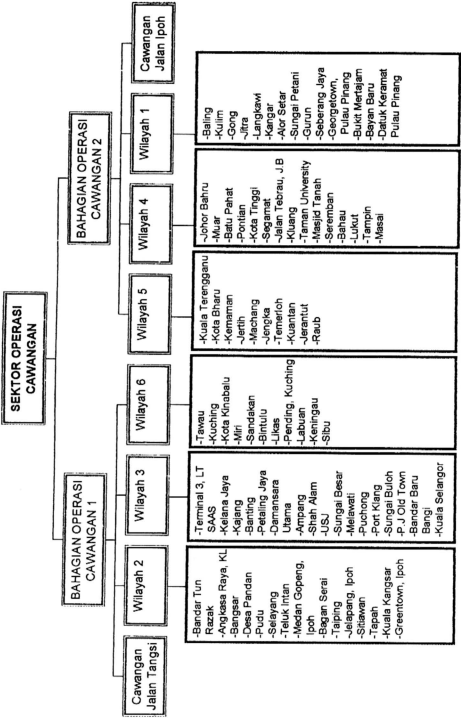 SEKTOR OPERASI
CAWANGAN
BAHAGIAN OPERASI
CAWANGAN 1
BAHAGIAN OPERASI
CAWANGAN 2
Cawangan
Jalan Tangsi
Wilayah 2
Wilayah 3
Wilayah 6
Wilayah 5
Wilayah 4
Wilayah 1
Cawangan
Jalan Ipoh
-Bandar Tun
Razak
-Angkasa Raya, KL
-Bangsar
-Desa Pandan
-Pudu
-Selayang
-Teluk Intan
-Medan Gopeng,
Ipoh
-Bagan Serai
-Taiping
-Jelapang, Ipoh
-Sitiawan
-Tapah
-Kuala Kangsar
-Greentown, Ipoh
-Terminal 3, LT
SAAS
-Kelana Jaya
-Kajang
-Banting
-Petaling Jaya
-Damansara
Utama
-Ampang
-Shah Alam
-USJ
-Sungai Besar
-Melawati
-Puchong
-Port Klang
-Sungai Buloh
-P.J Old Town
-Bandar Baru
Bangi
-Kuala Selangor
-Tawau
-Kuching
-Kota Kinabalu
-Miri
-Sandakan
-Bintulu
-Likas
-Pending, Kuching
-Labuan
-Keningau
-Sibu
-Kuala Terengganu
-Kota Bharu
-Kemaman
-Jertih
-Machang
-Jengka
-Temerloh
-Kuantan
-Jerantut
-Raub
-Johor Bahru
-Muar
-Batu Pahat
-Pontian
-Kota Tinggi
-Segamat
-Jalan Tebrau, J.B
-Kluang
-Taman University
-Masjid Tanah
-Seremban
-Bahau
-Lukut
-Tampin
-Masai
-Baling
-Kulim
-Gong
-Jitra
-Langkawi
-Kangar
-Alor Setar
-Sungai Petani
-Gurun
-Seberang Jaya
-Georgetown,
Pulau Pinang
-Bukit Mertajam
-Bayan Baru
-Datuk Keramat
Pulau Pinang